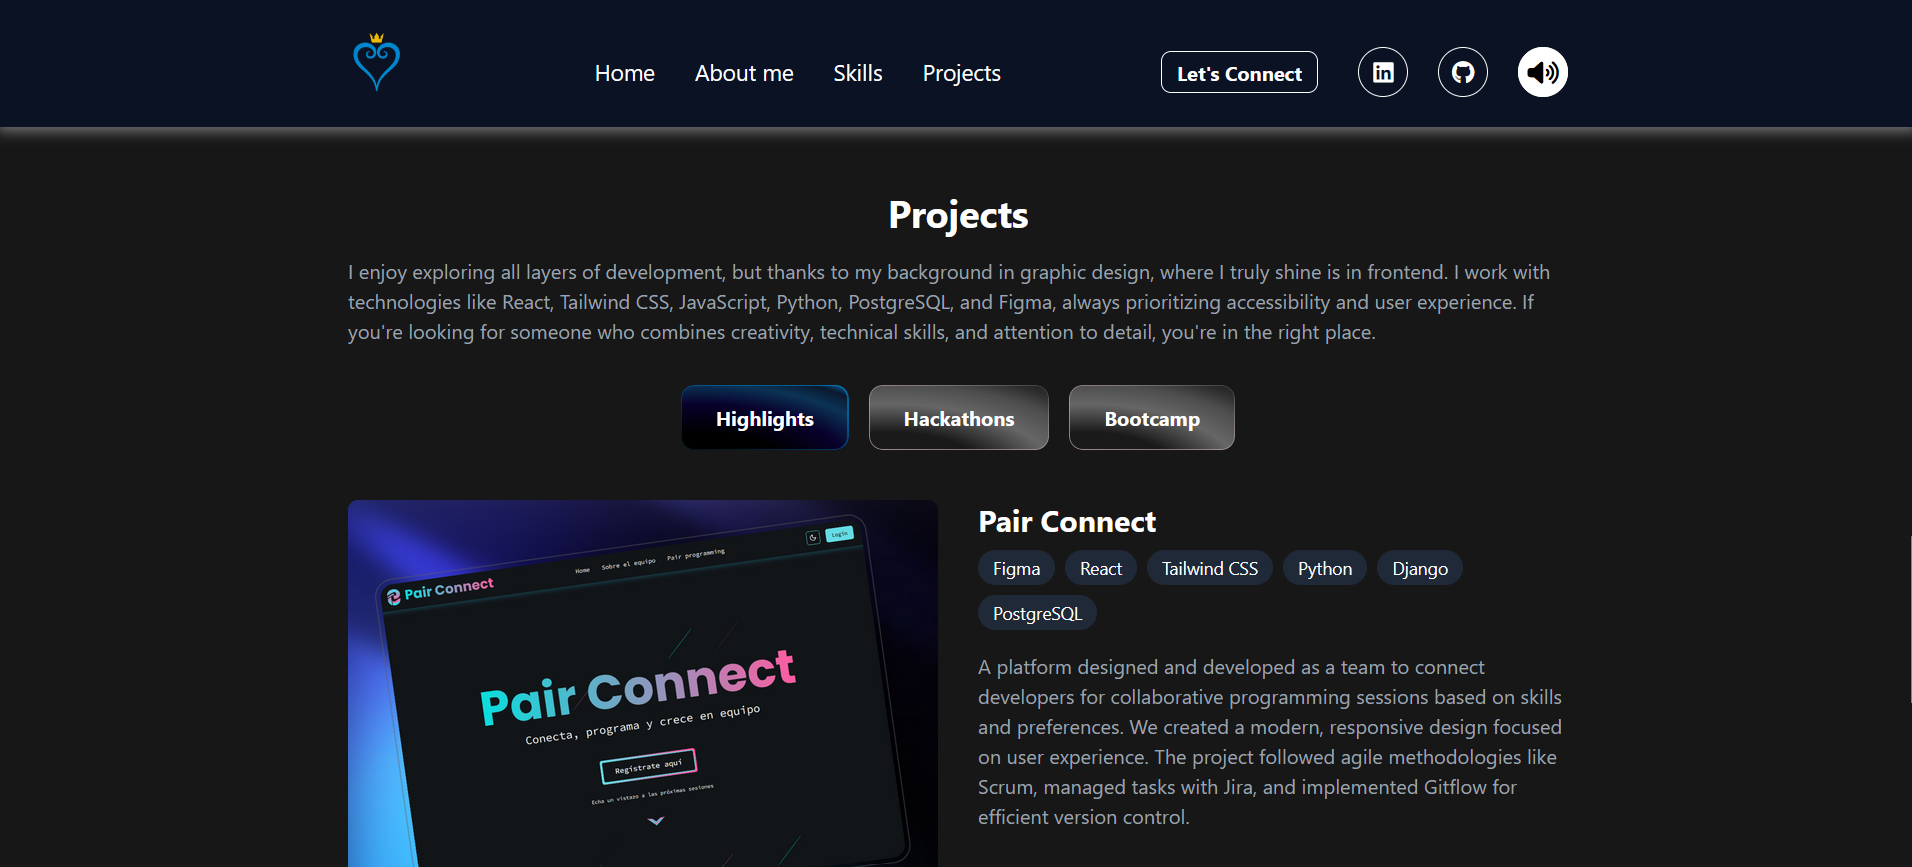 Home About me Skills Projects Let's Connect in
Projects
I enjoy exploring all layers of development, but thanks to my background in graphic design, where I truly shine is in frontend. I work with
technologies like React, Tailwind CSS, JavaScript, Python, PostgreSQL, and Figma, always prioritizing accessibility and user experience. If
you're looking for someone who combines creativity, technical skills, and attention to detail, you're in the right place.
Highlights Hackathons Bootcamp
Home Sobre el equipo Pair programming Login
Pair Connect
Pair Connect
Conecta, programa y crece en equipo
Regístrate aquí
Echa un vistazo a las próximas sesiones
Pair Connect
Figma React Tailwind CSS Python Django
PostgreSQL
A platform designed and developed as a team to connect
developers for collaborative programming sessions based on skills
and preferences. We created a modern, responsive design focused
on user experience. The project followed agile methodologies like
Scrum, managed tasks with Jira, and implemented Gitflow for
efficient version control.